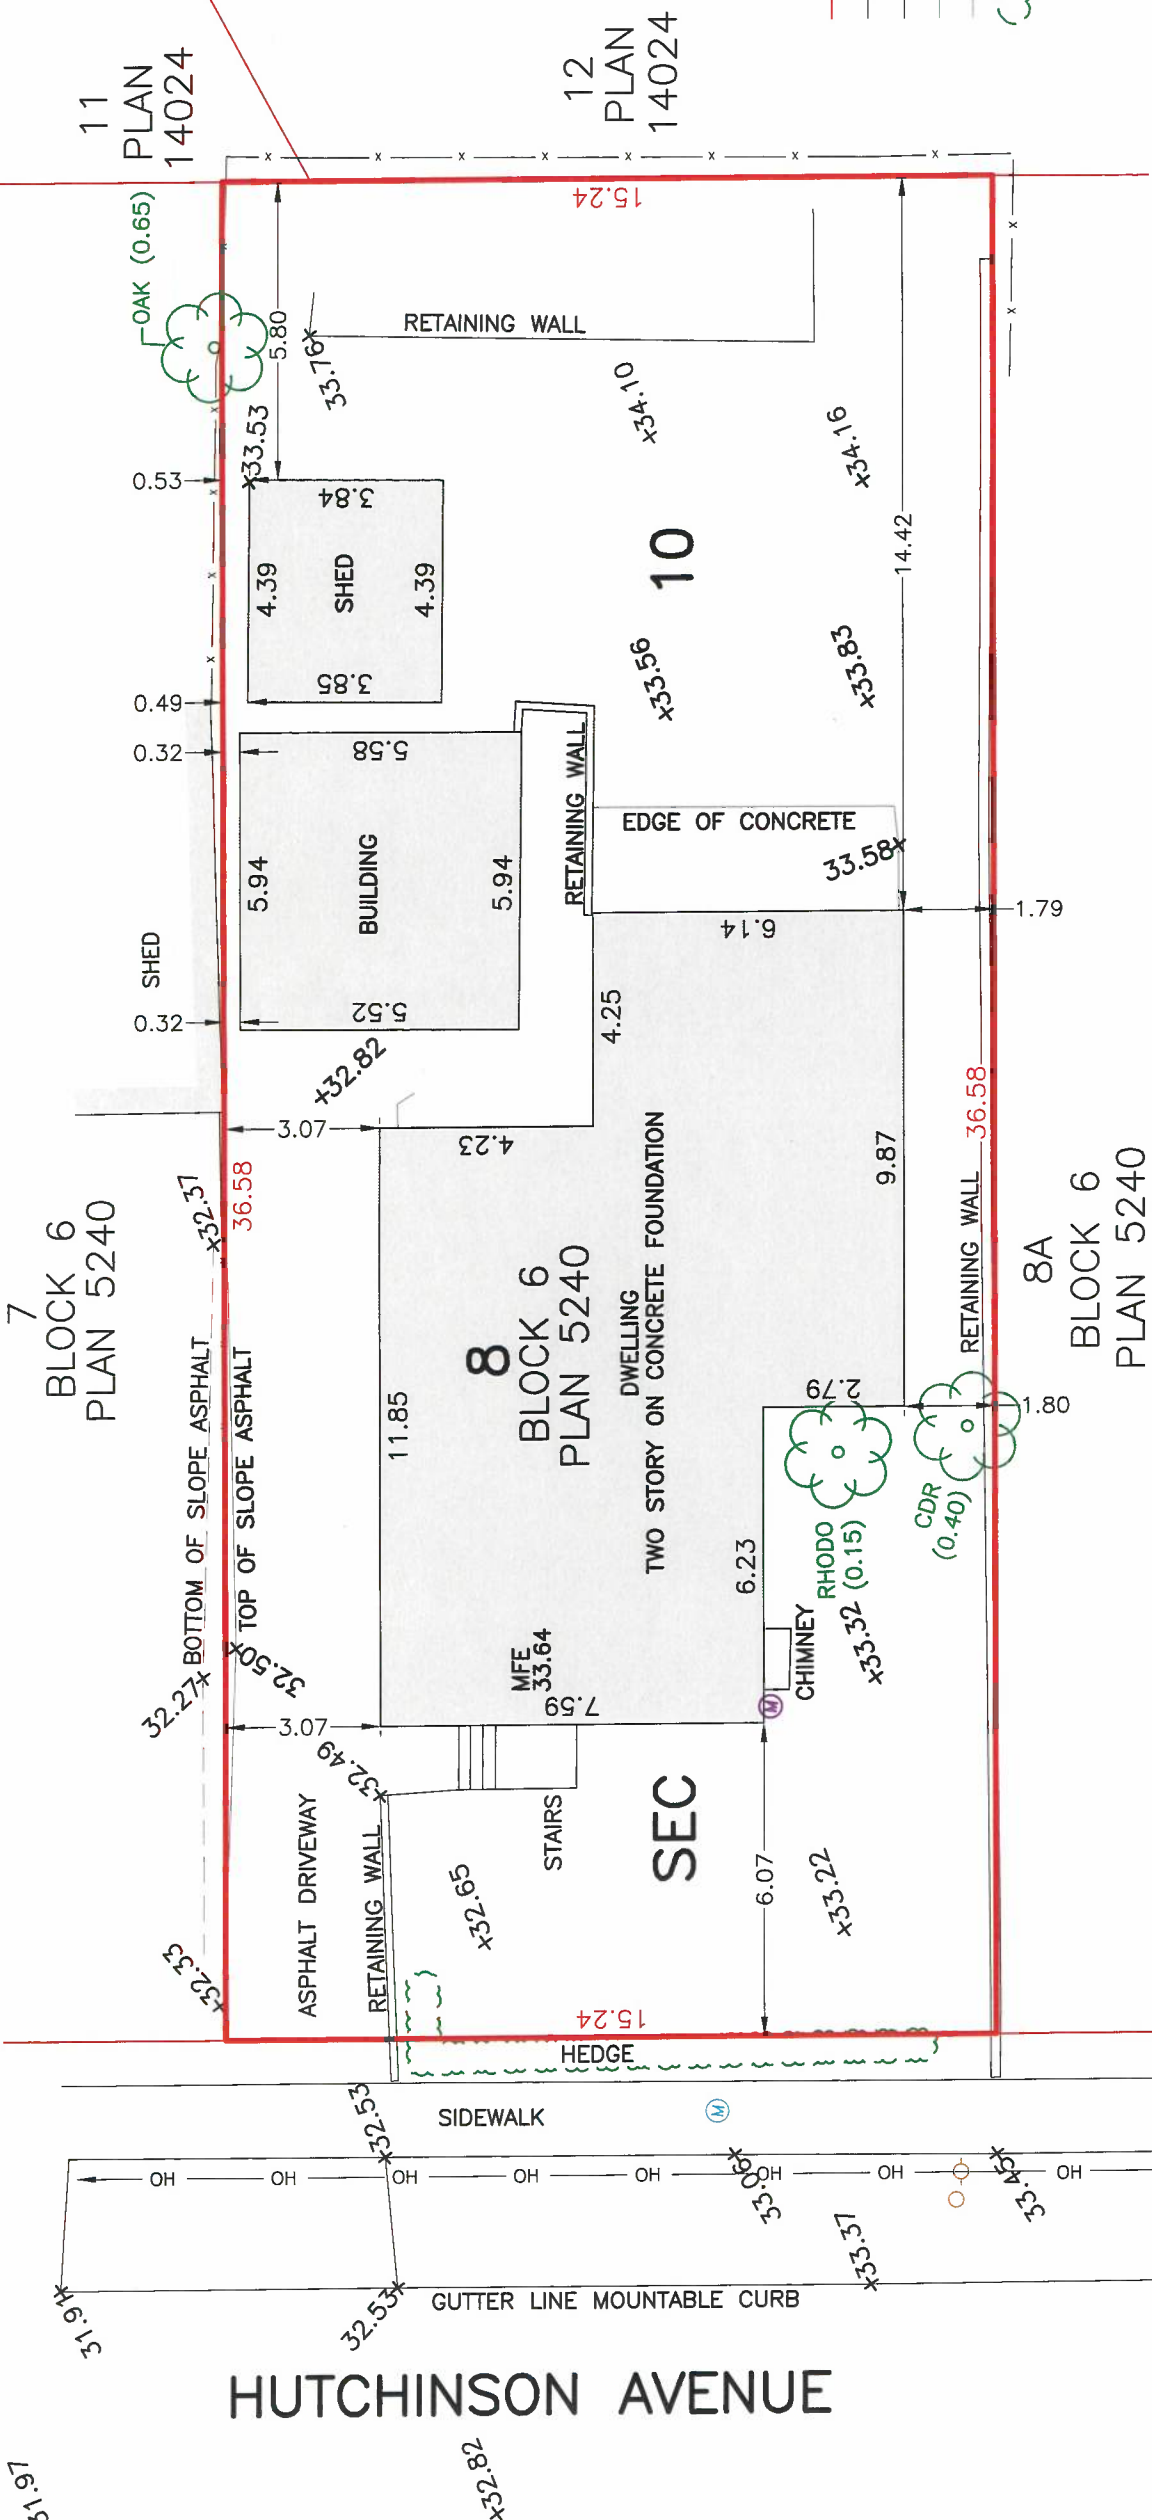 11
PLAN
14024
12
PLAN
14024
OAK (0.65)
15.24
5.80
RETAINING WALL
33.76
34.10
34.16
0.53
33.53
3.84
4.39
SHED
4.39
10
14.42
3.85
33.56
33.83
0.49
0.32
5.58
RETAINING WALL
EDGE OF CONCRETE
33.58
5.94
BUILDING
5.94
SHED
6.14
1.79
0.32
5.52
4.25
32.82
3.07
4.23
36.58
36.58
7
BLOCK 6
PLAN 5240
32.37
9.87
8A
BLOCK 6
PLAN 5240
RETAINING WALL
BOTTOM OF SLOPE ASPHALT
TOP OF SLOPE ASPHALT
11.85
8
BLOCK 6
PLAN 5240
DWELLING
TWO STORY ON CONCRETE FOUNDATION
2.79
1.80
RHODO
(0.15)
CDR
(0.40)
6.23
CHIMNEY
33.32
MFE
33.64
7.59
M
32.27
32.50
3.07
32.49
ASPHALT DRIVEWAY
RETAINING WALL
STAIRS
32.65
SEC
6.07
33.22
32.33
15.24
HEDGE
32.53
SIDEWALK
M
OH
OH
OH
OH
OH
OH
OH
OH
33.06
33.45
33.37
31.91
32.53
GUTTER LINE MOUNTABLE CURB
HUTCHINSON AVENUE
31.97
32.82